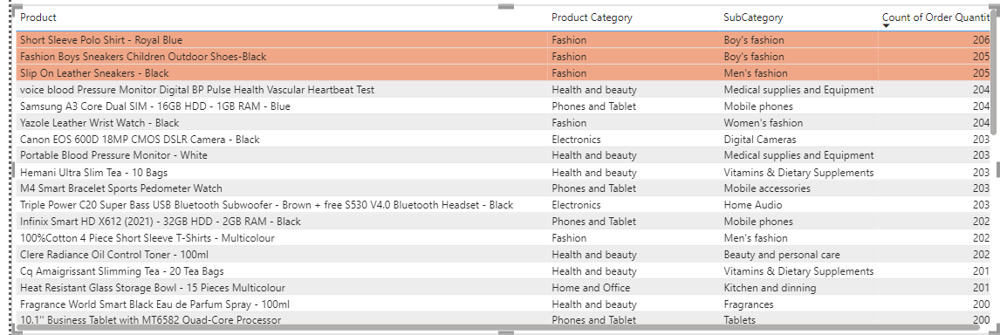 Product Product Category SubCategory Count of Order Quantit
Short Sleeve Polo Shirt - Royal Blue Fashion Boy's fashion 206
Fashion Boys Sneakers Children Outdoor Shoes-Black Fashion Boy's fashion 205
Slip On Leather Sneakers - Black Fashion Men's fashion 205
voice blood Pressure Monitor Digital BP Pulse Health Vascular Heartbeat Test Health and beauty Medical supplies and Equipment 204
Samsung A3 Core Dual SIM - 16GB HDD - 1GB RAM - Blue Phones and Tablet Mobile phones 204
Yazole Leather Wrist Watch - Black Fashion Women's fashion 204
Canon EOS 600D 18MP CMOS DSLR Camera - Black Electronics Digital Cameras 203
Portable Blood Pressure Monitor - White Health and beauty Medical supplies and Equipment 203
Hemani Ultra Slim Tea - 10 Bags Health and beauty Vitamins & Dietary Supplements 203
M4 Smart Bracelet Sports Pedometer Watch Phones and Tablet Mobile accessories 203
Triple Power C20 Super Bass USB Bluetooth Subwoofer - Brown + free S530 V4.0 Bluetooth Headset - Black Electronics Home Audio 203
Infinix Smart HD X612 (2021) - 32GB HDD - 2GB RAM - Black Phones and Tablet Mobile phones 202
100%Cotton 4 Piece Short Sleeve T-Shirts - Multicolour Fashion Men's fashion 202
Clere Radiance Oil Control Toner - 100ml Health and beauty Beauty and personal care 202
Cq Amaigrissant Slimming Tea - 20 Tea Bags Health and beauty Vitamins & Dietary Supplements 201
Heat Resistant Glass Storage Bowl - 15 Pieces Multicolour Home and Office Kitchen and dinning 201
Fragrance World Smart Black Eau de Parfum Spray - 100ml Health and beauty Fragrances 200
10.1'' Business Tablet with MT6582 Quad-Core Processor Phones and Tablet Tablets 200